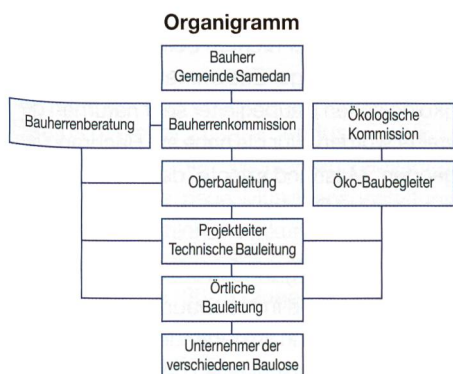 Organigramm
Bauherr
Gemeinde Samedan
Bauherrenberatung
Bauherrenkommission
Ökologische
Kommission
Oberbauleitung
Öko-Baubegleiter
Projektleiter
Technische Bauleitung
Örtliche
Bauleitung
Unternehmer der
verschiedenen Baulose